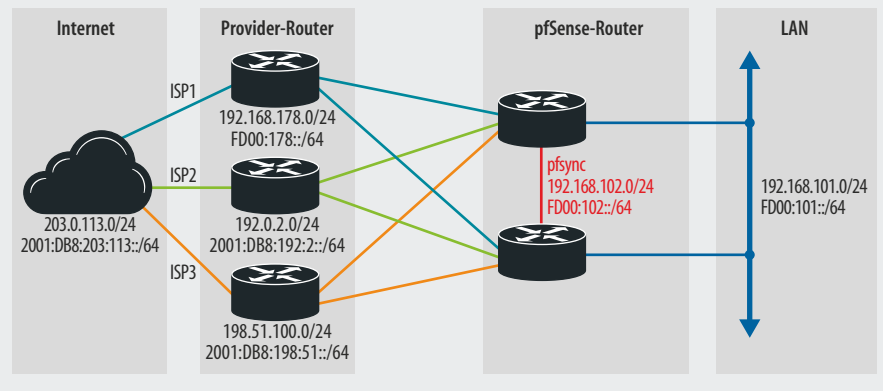 Internet
Provider-Router
pfSense-Router
LAN
ISP1
192.168.178.0/24
FD00:178::/64
ISP2
pfsync
192.168.102.0/24
FD00:102::/64
192.168.101.0/24
FD00:101::/64
203.0.113.0/24
2001:DB8:203:113::/64
192.0.2.0/24
2001:DB8:192:2::/64
ISP3
198.51.100.0/24
2001:DB8:198:51::/64